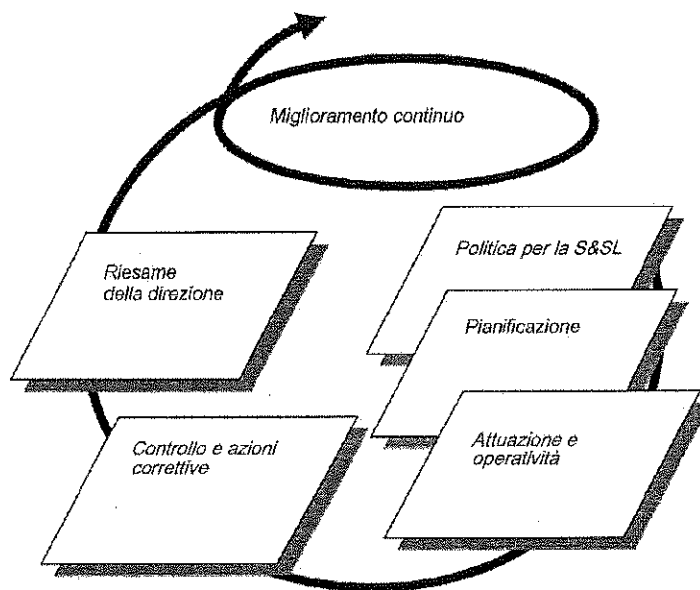 Miglioramento continuo
Politica per la S&SL
Pianificazione
Attuazione e
operatività
Controllo e azioni
correttive
Riesame
della direzione